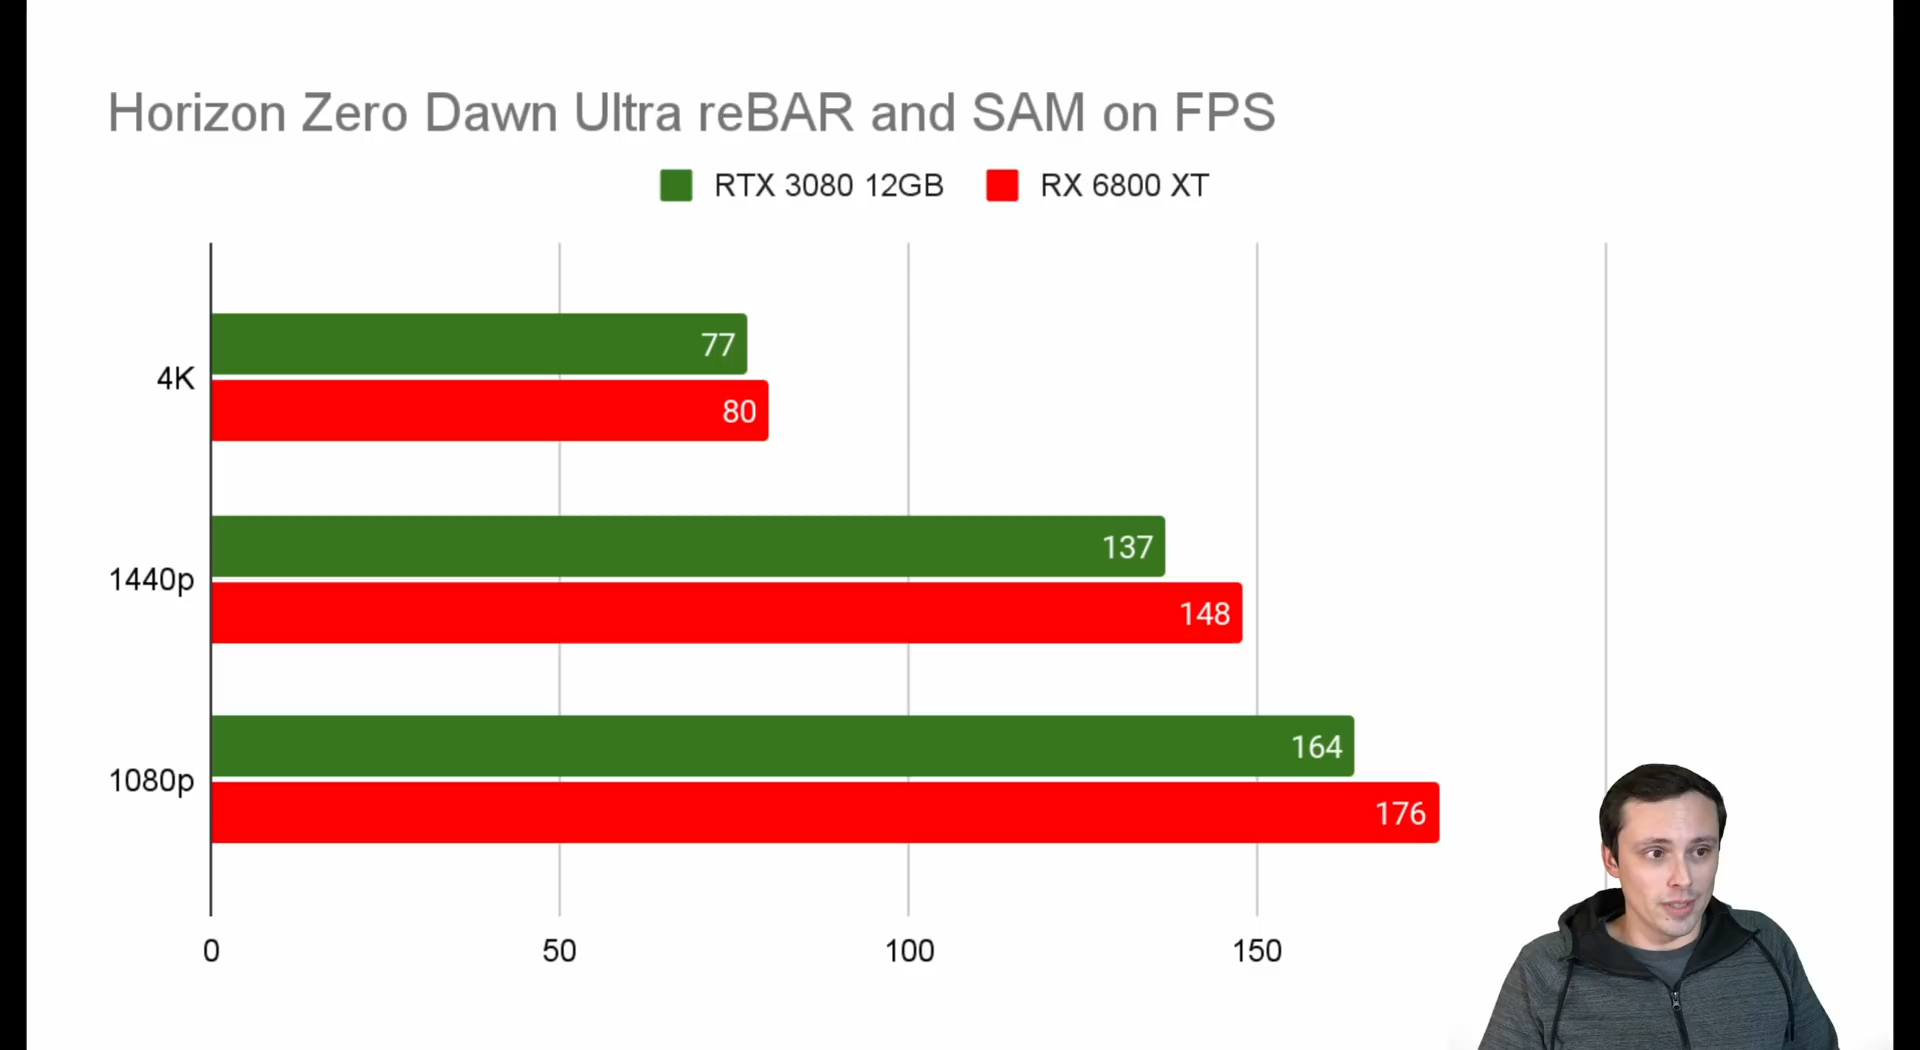 Horizon Zero Dawn Ultra reBAR and SAM on FPS
RTX 3080 12GB RX 6800 XT
4K
77
80
1440p
137
148
1080p
164
176
0 50 100 150